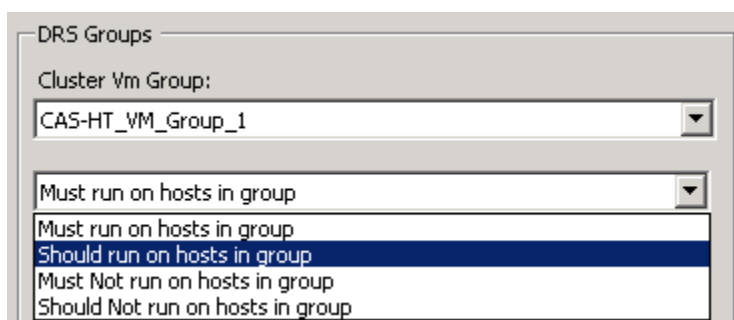 DRS Groups
Cluster Vm Group:
CAS-HT_VM_Group_1
Must run on hosts in group
Must run on hosts in group
Should run on hosts in group
Must Not run on hosts in group
Should Not run on hosts in group